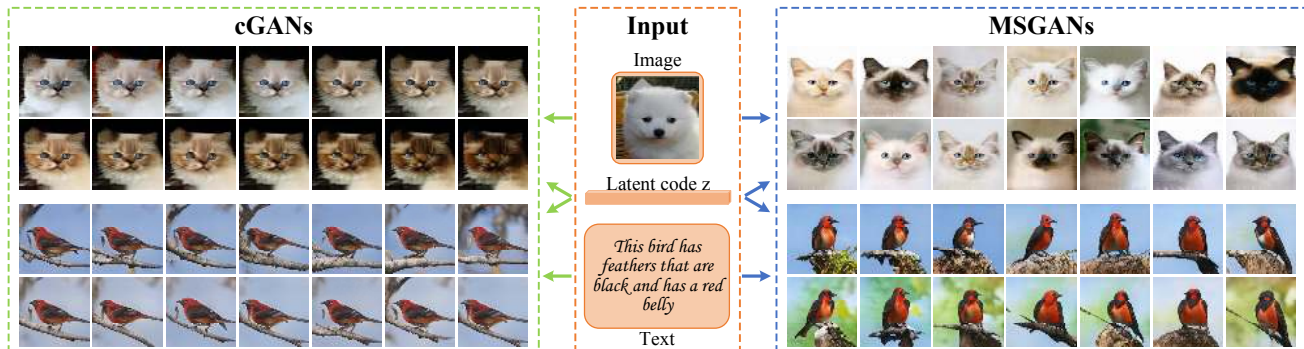 cGANs
Input
MSGANs
Image
Latent code z
This bird has
feathers that are
black and has a red
belly
Text